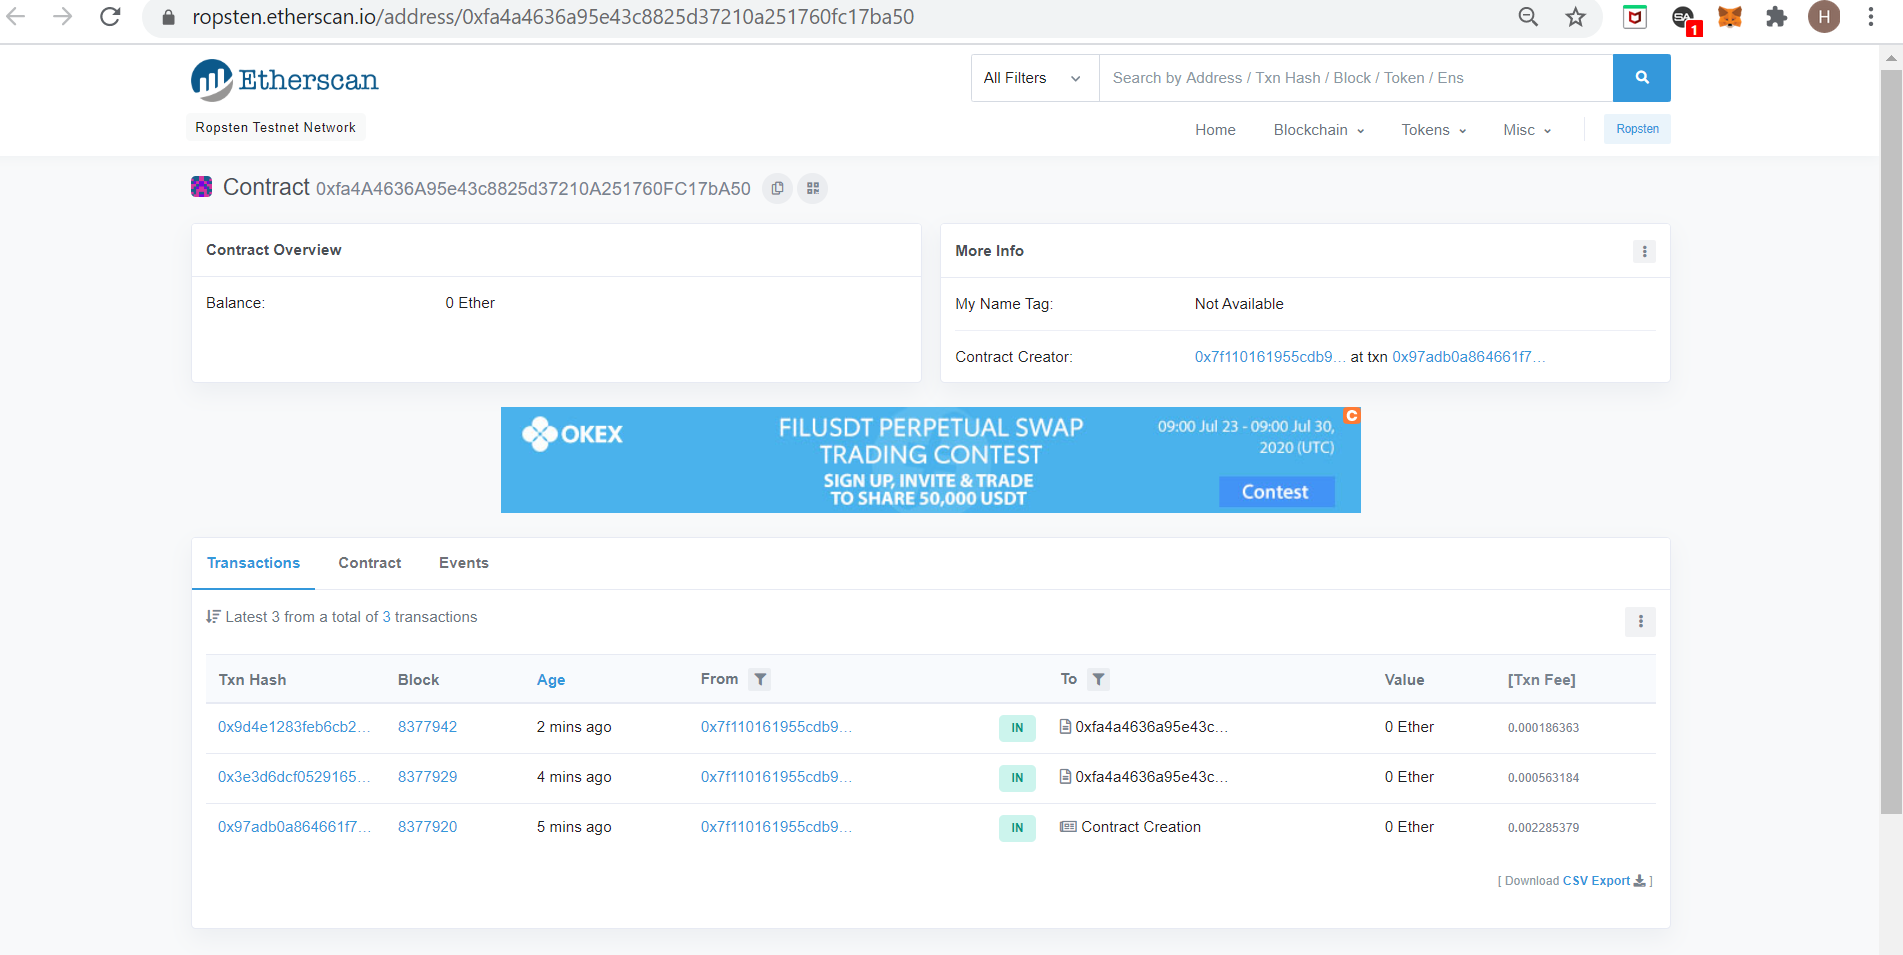 ropsten.etherscan.io/address/0xfa4a4636a95e43c8825d37210a251760fc17ba50
1
H
Etherscan
All Filters
Search by Address / Txn Hash / Block / Token / Ens
Ropsten Testnet Network
Home Blockchain Tokens Misc Ropsten
Contract 0xfa4A4636A95e43c8825d37210A251760FC17bA50
Contract Overview
Balance: 0 Ether
More Info
My Name Tag: Not Available
Contract Creator: 0x7f110161955cdb9... at txn 0x97adb0a864661f7...
OKEX
FILUSDT PERPETUAL SWAP
TRADING CONTEST
SIGN UP, INVITE & TRADE
TO SHARE 50,000 USDT
09:00 Jul 23 - 09:00 Jul 30,
2020 (UTC)
Contest
C
Transactions Contract Events
Latest 3 from a total of 3 transactions
Txn Hash Block Age From To Value [Txn Fee]
0x9d4e1283feb6cb2... 8377942 2 mins ago 0x7f110161955cdb9... IN 0xfa4a4636a95e43c... 0 Ether 0.000186363
0x3e3d6dcf0529165... 8377929 4 mins ago 0x7f110161955cdb9... IN 0xfa4a4636a95e43c... 0 Ether 0.000563184
0x97adb0a864661f7... 8377920 5 mins ago 0x7f110161955cdb9... IN Contract Creation 0 Ether 0.002285379
[ Download CSV Export ]